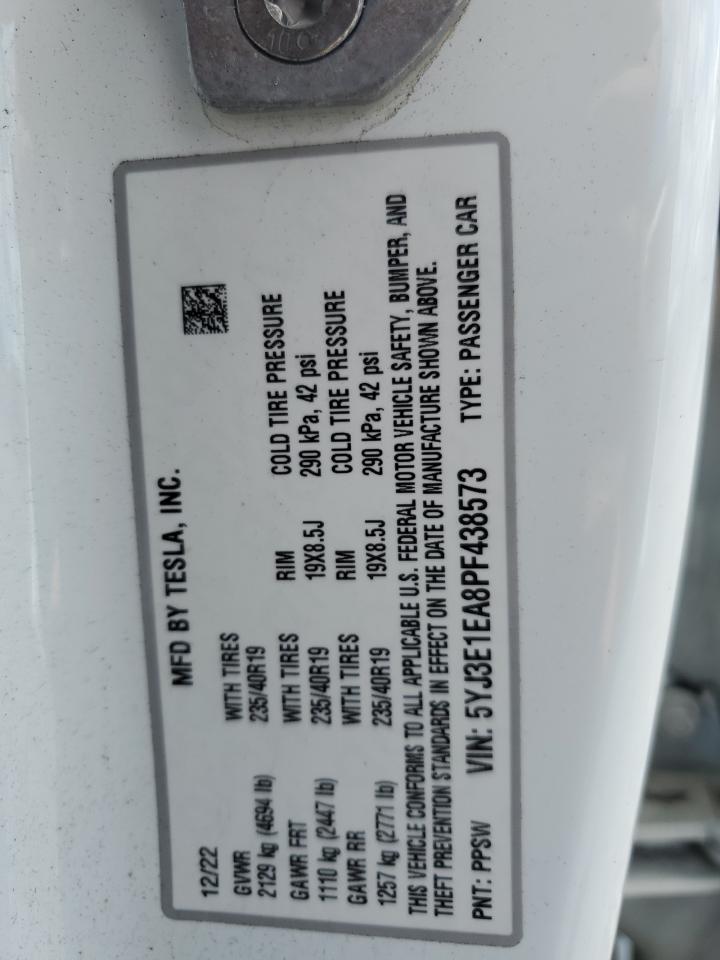 MFD BY TESLA, INC.
12/22
GVWR WITH TIRES
2129 kg (4694 lb) 235/40R19
GAWR FRT WITH TIRES RIM COLD TIRE PRESSURE
1110 kg (2447 lb) 235/40R19 19X8.5J 290 kPa, 42 psi
GAWR RR WITH TIRES RIM COLD TIRE PRESSURE
1257 kg (2771 lb) 235/40R19 19X8.5J 290 kPa, 42 psi
THIS VEHICLE CONFORMS TO ALL APPLICABLE U.S. FEDERAL MOTOR VEHICLE SAFETY, BUMPER, AND
THEFT PREVENTION STANDARDS IN EFFECT ON THE DATE OF MANUFACTURE SHOWN ABOVE.
PNT: PPSW VIN: 5YJ3E1EA8PF438573 TYPE: PASSENGER CAR